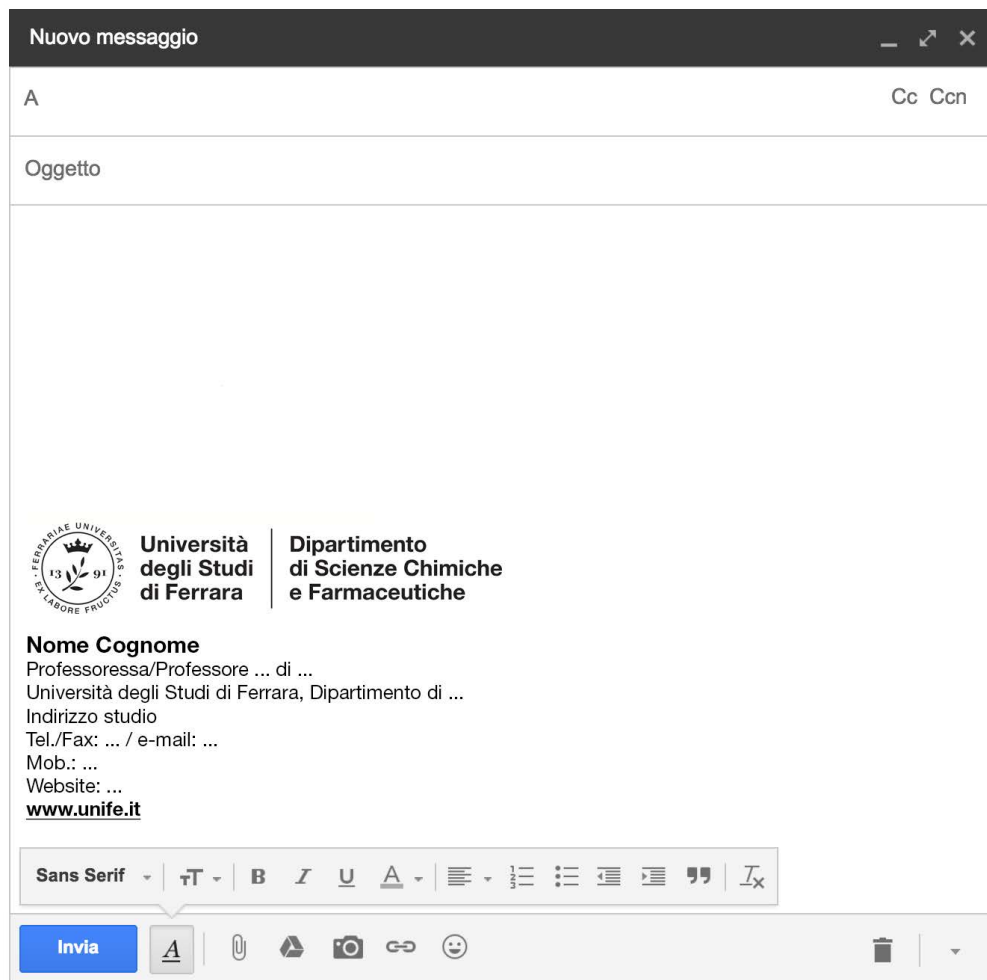 Nuovo messaggio
A Cc Ccn
Oggetto
FERRARIAE UNIVERSITAS · EX LABORE FRUCTUS ·
13 91
Università
degli Studi
di Ferrara
Dipartimento
di Scienze Chimiche
e Farmaceutiche
Nome Cognome
Professoressa/Professore ... di ...
Università degli Studi di Ferrara, Dipartimento di ...
Indirizzo studio
Tel./Fax: ... / e-mail: ...
Mob.: ...
Website: ...
www.unife.it
Sans Serif TT B I U A
Invia A